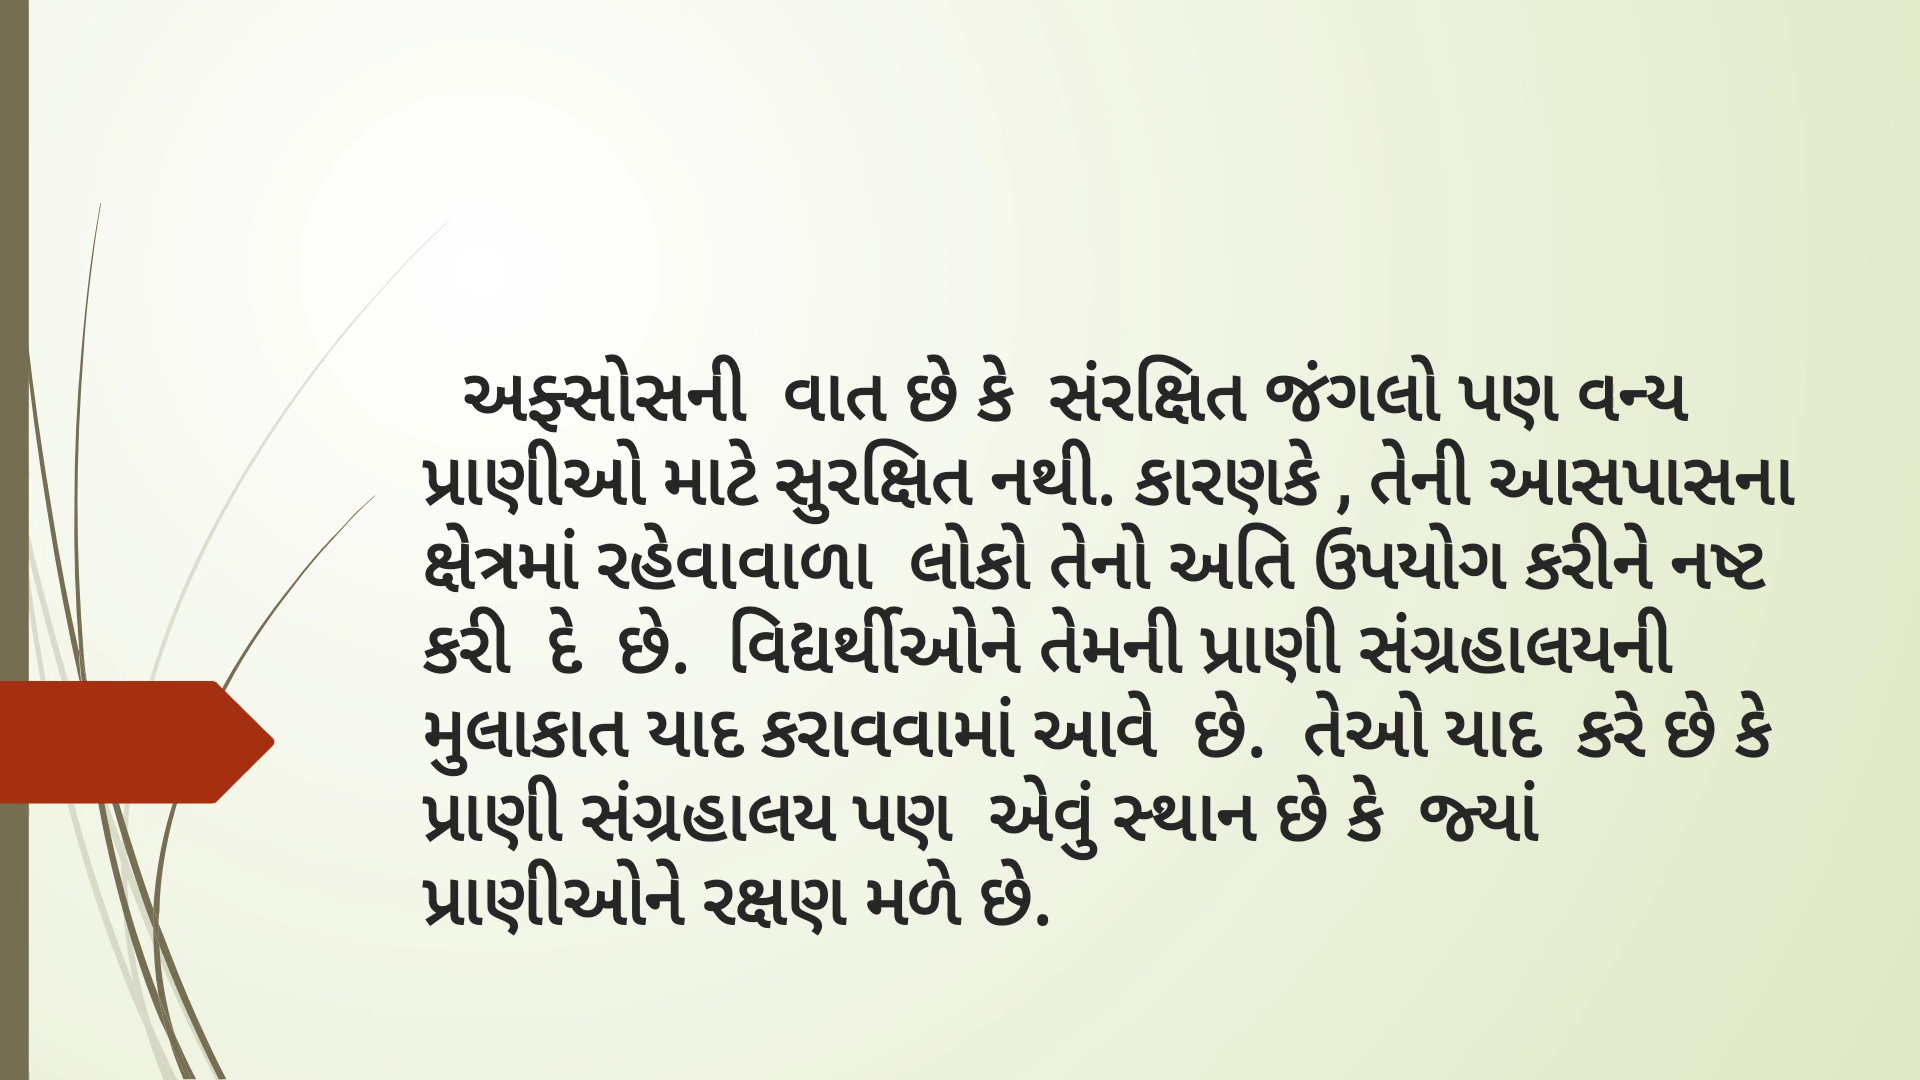 અફસોસની વાત છે કે સંરક્ષિત જંગલો પણ વન્ય
પ્રાણીઓ માટે સુરક્ષિત નથી. કારણકે , તેની આસપાસના
ક્ષેત્રમાં રહેવાવાળા લોકો તેનો અતિ ઉપયોગ કરીને નષ્ટ
કરી દે છે. વિદ્યર્થીઓને તેમની પ્રાણી સંગ્રહાલયની
મુલાકાત યાદ કરાવવામાં આવે છે. તેઓ યાદ કરે છે કે
પ્રાણી સંગ્રહાલય પણ એવું સ્થાન છે કે જ્યાં
પ્રાણીઓને રક્ષણ મળે છે.